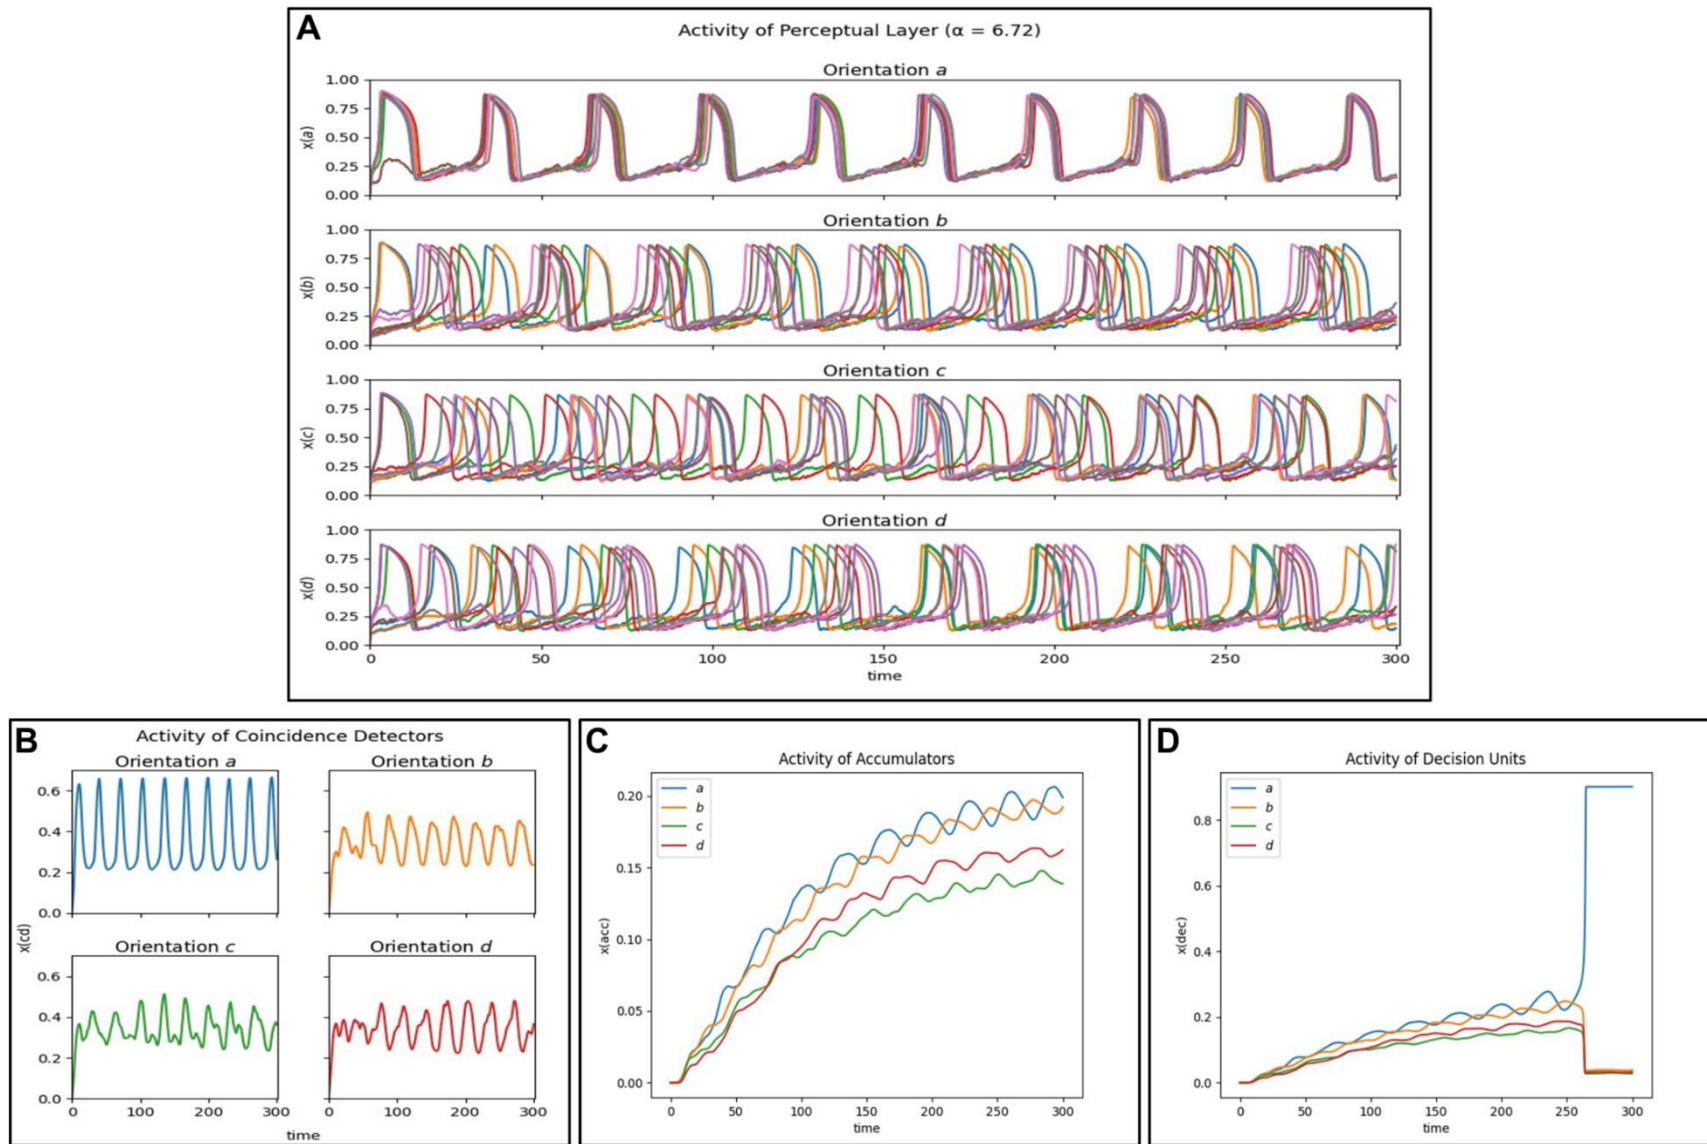 A
Activity of Perceptual Layer (α = 6.72)
Orientation a
1.00
0.75
0.50
0.25
0.00
x(a)
Orientation b
1.00
0.75
0.50
0.25
0.00
x(b)
Orientation c
1.00
0.75
0.50
0.25
0.00
x(c)
Orientation d
1.00
0.75
0.50
0.25
0.00
x(d)
0 50 100 150 200 250 300
time
B
Activity of Coincidence Detectors
Orientation a
Orientation b
0.6
0.4
0.2
0.0
x(cd)
Orientation c
Orientation d
0.6
0.4
0.2
0.0
0 100 200 300
0 100 200 300
time
C
Activity of Accumulators
a
b
c
d
0.20
0.15
0.10
0.05
0.00
x(acc)
0 50 100 150 200 250 300
time
D
Activity of Decision Units
a
b
c
d
0.8
0.6
0.4
0.2
0.0
x(dec)
0 50 100 150 200 250 300
time